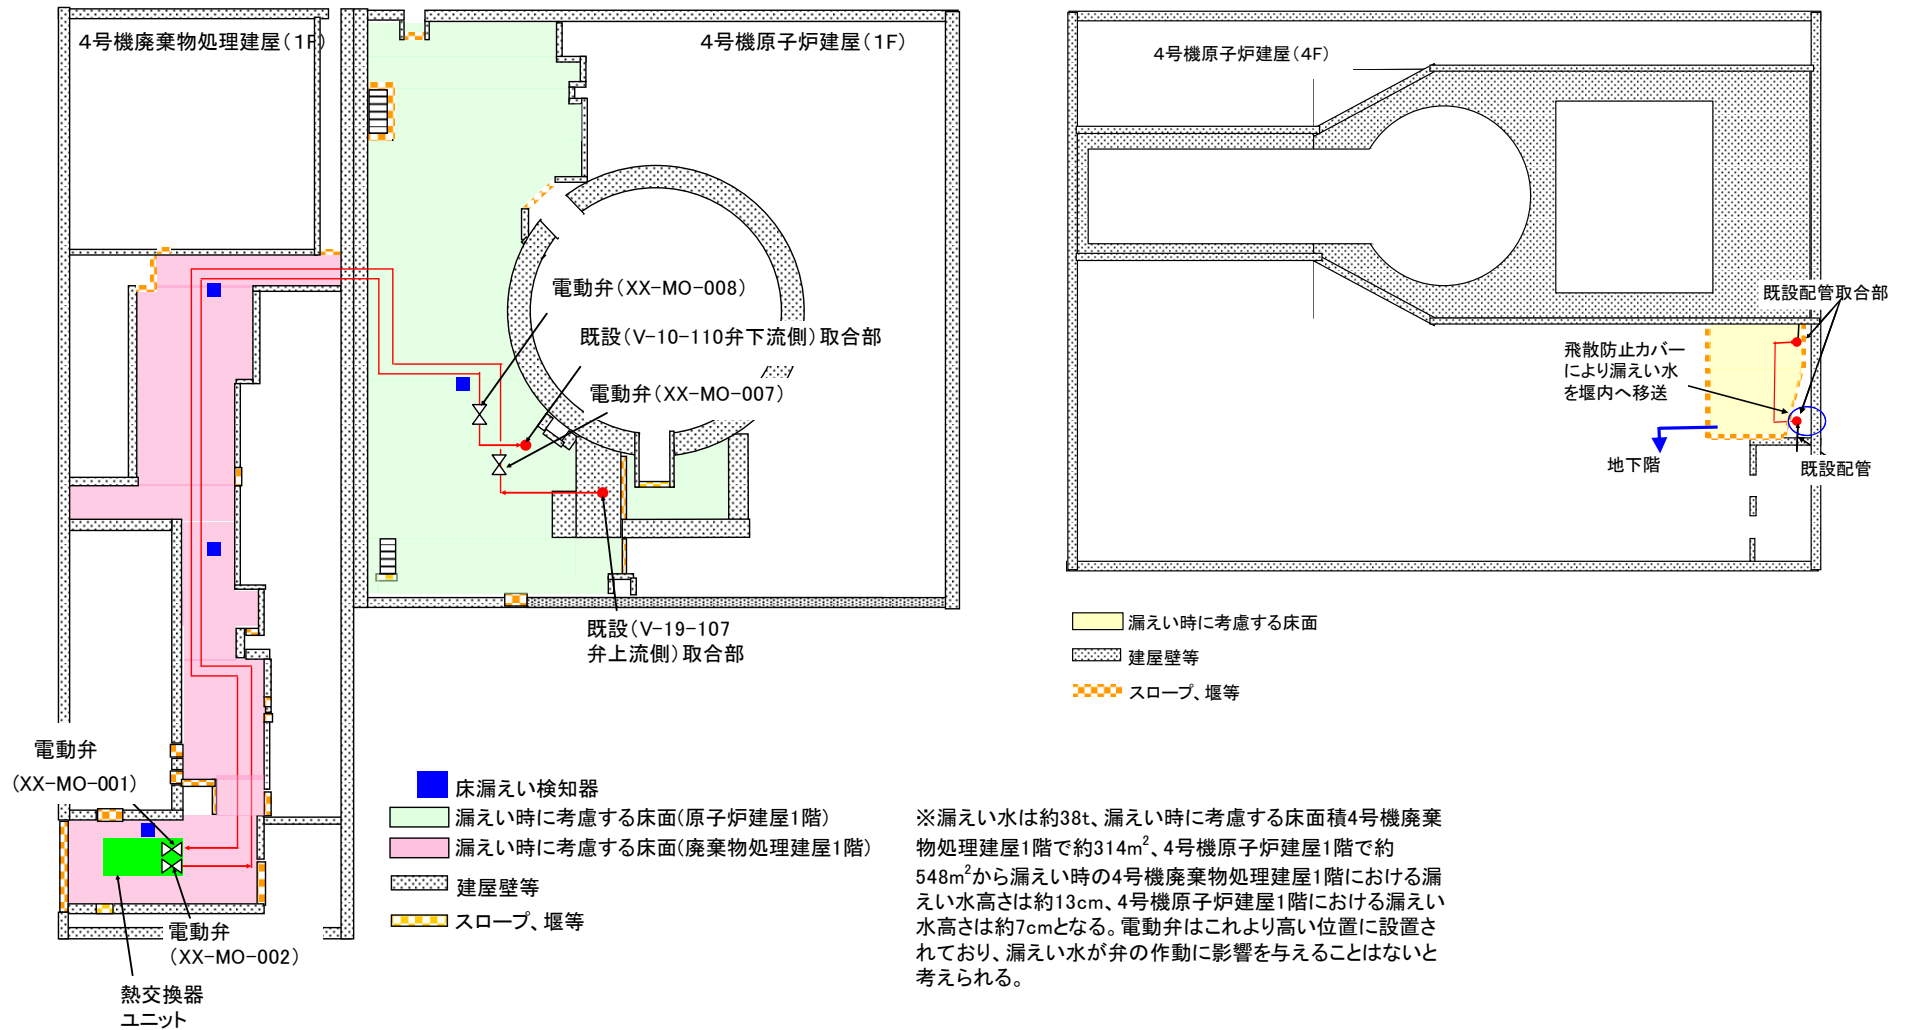 4号機廃棄物処理建屋(1F)
4号機原子炉建屋(1F)
電動弁(XX-MO-008)
既設(V-10-110弁下流側)取合部
電動弁(XX-MO-007)
既設(V-19-107
弁上流側)取合部
電動弁
(XX-MO-001)
電動弁
(XX-MO-002)
熱交換器
ユニット
床漏えい検知器
漏えい時に考慮する床面(原子炉建屋1階)
漏えい時に考慮する床面(廃棄物処理建屋1階)
建屋壁等
スロープ、堰等
4号機原子炉建屋(4F)
既設配管取合部
飛散防止カバー
により漏えい水
を堰内へ移送
地下階
既設配管
漏えい時に考慮する床面
建屋壁等
スロープ、堰等
※漏えい水は約38t、漏えい時に考慮する床面積4号機廃棄
物処理建屋1階で約314m²、4号機原子炉建屋1階で約
548m²から漏えい時の4号機廃棄物処理建屋1階における漏
えい水高さは約13cm、4号機原子炉建屋1階における漏えい
水高さは約7cmとなる。電動弁はこれより高い位置に設置さ
れており、漏えい水が弁の作動に影響を与えることはないと
考えられる。